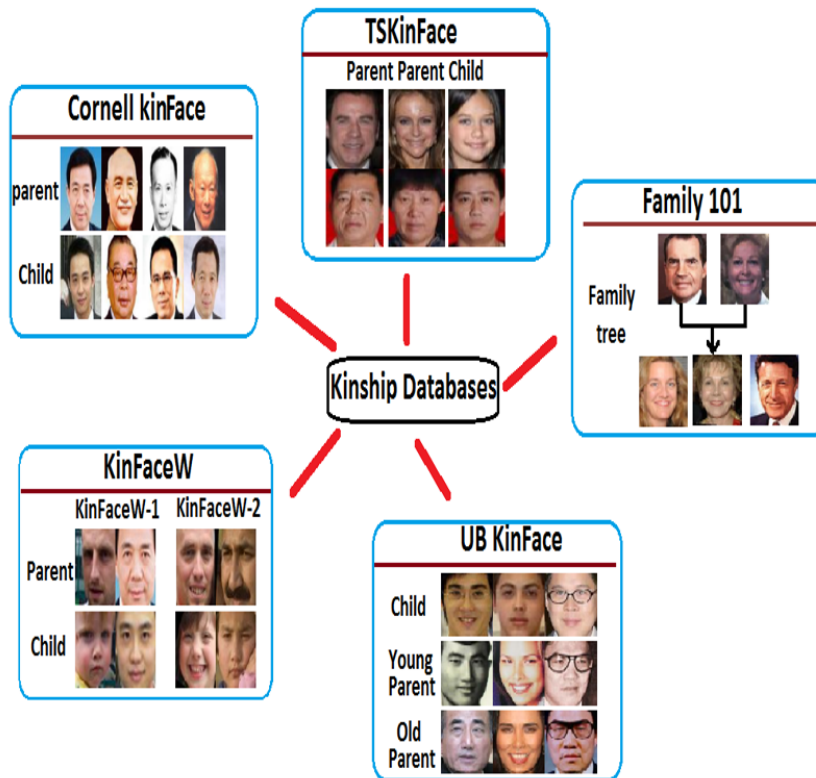 TSKinFace
Parent Parent Child
Cornell kinFace
parent
Child
Family 101
Family
tree
Kinship Databases
KinFaceW
KinFaceW-1 KinFaceW-2
Parent
Child
UB KinFace
Child
Young
Parent
Old
Parent